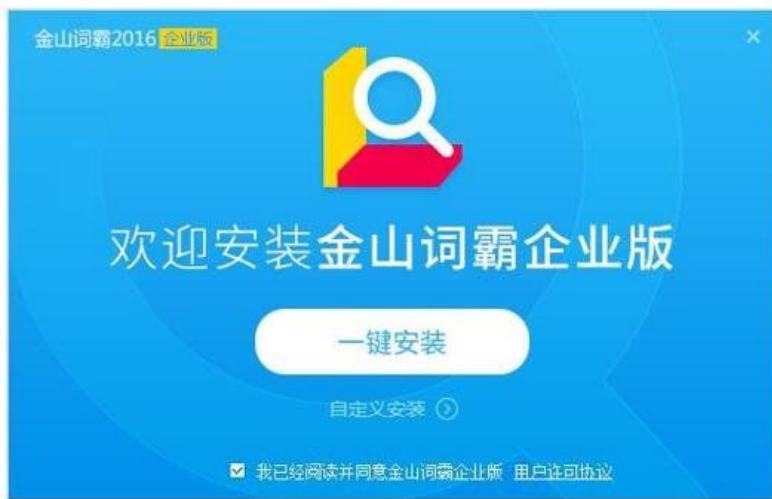 金山词霸2016 企业版
欢迎安装金山词霸企业版
一键安装
自定义安装
我已经阅读并同意金山词霸企业版 用户许可协议